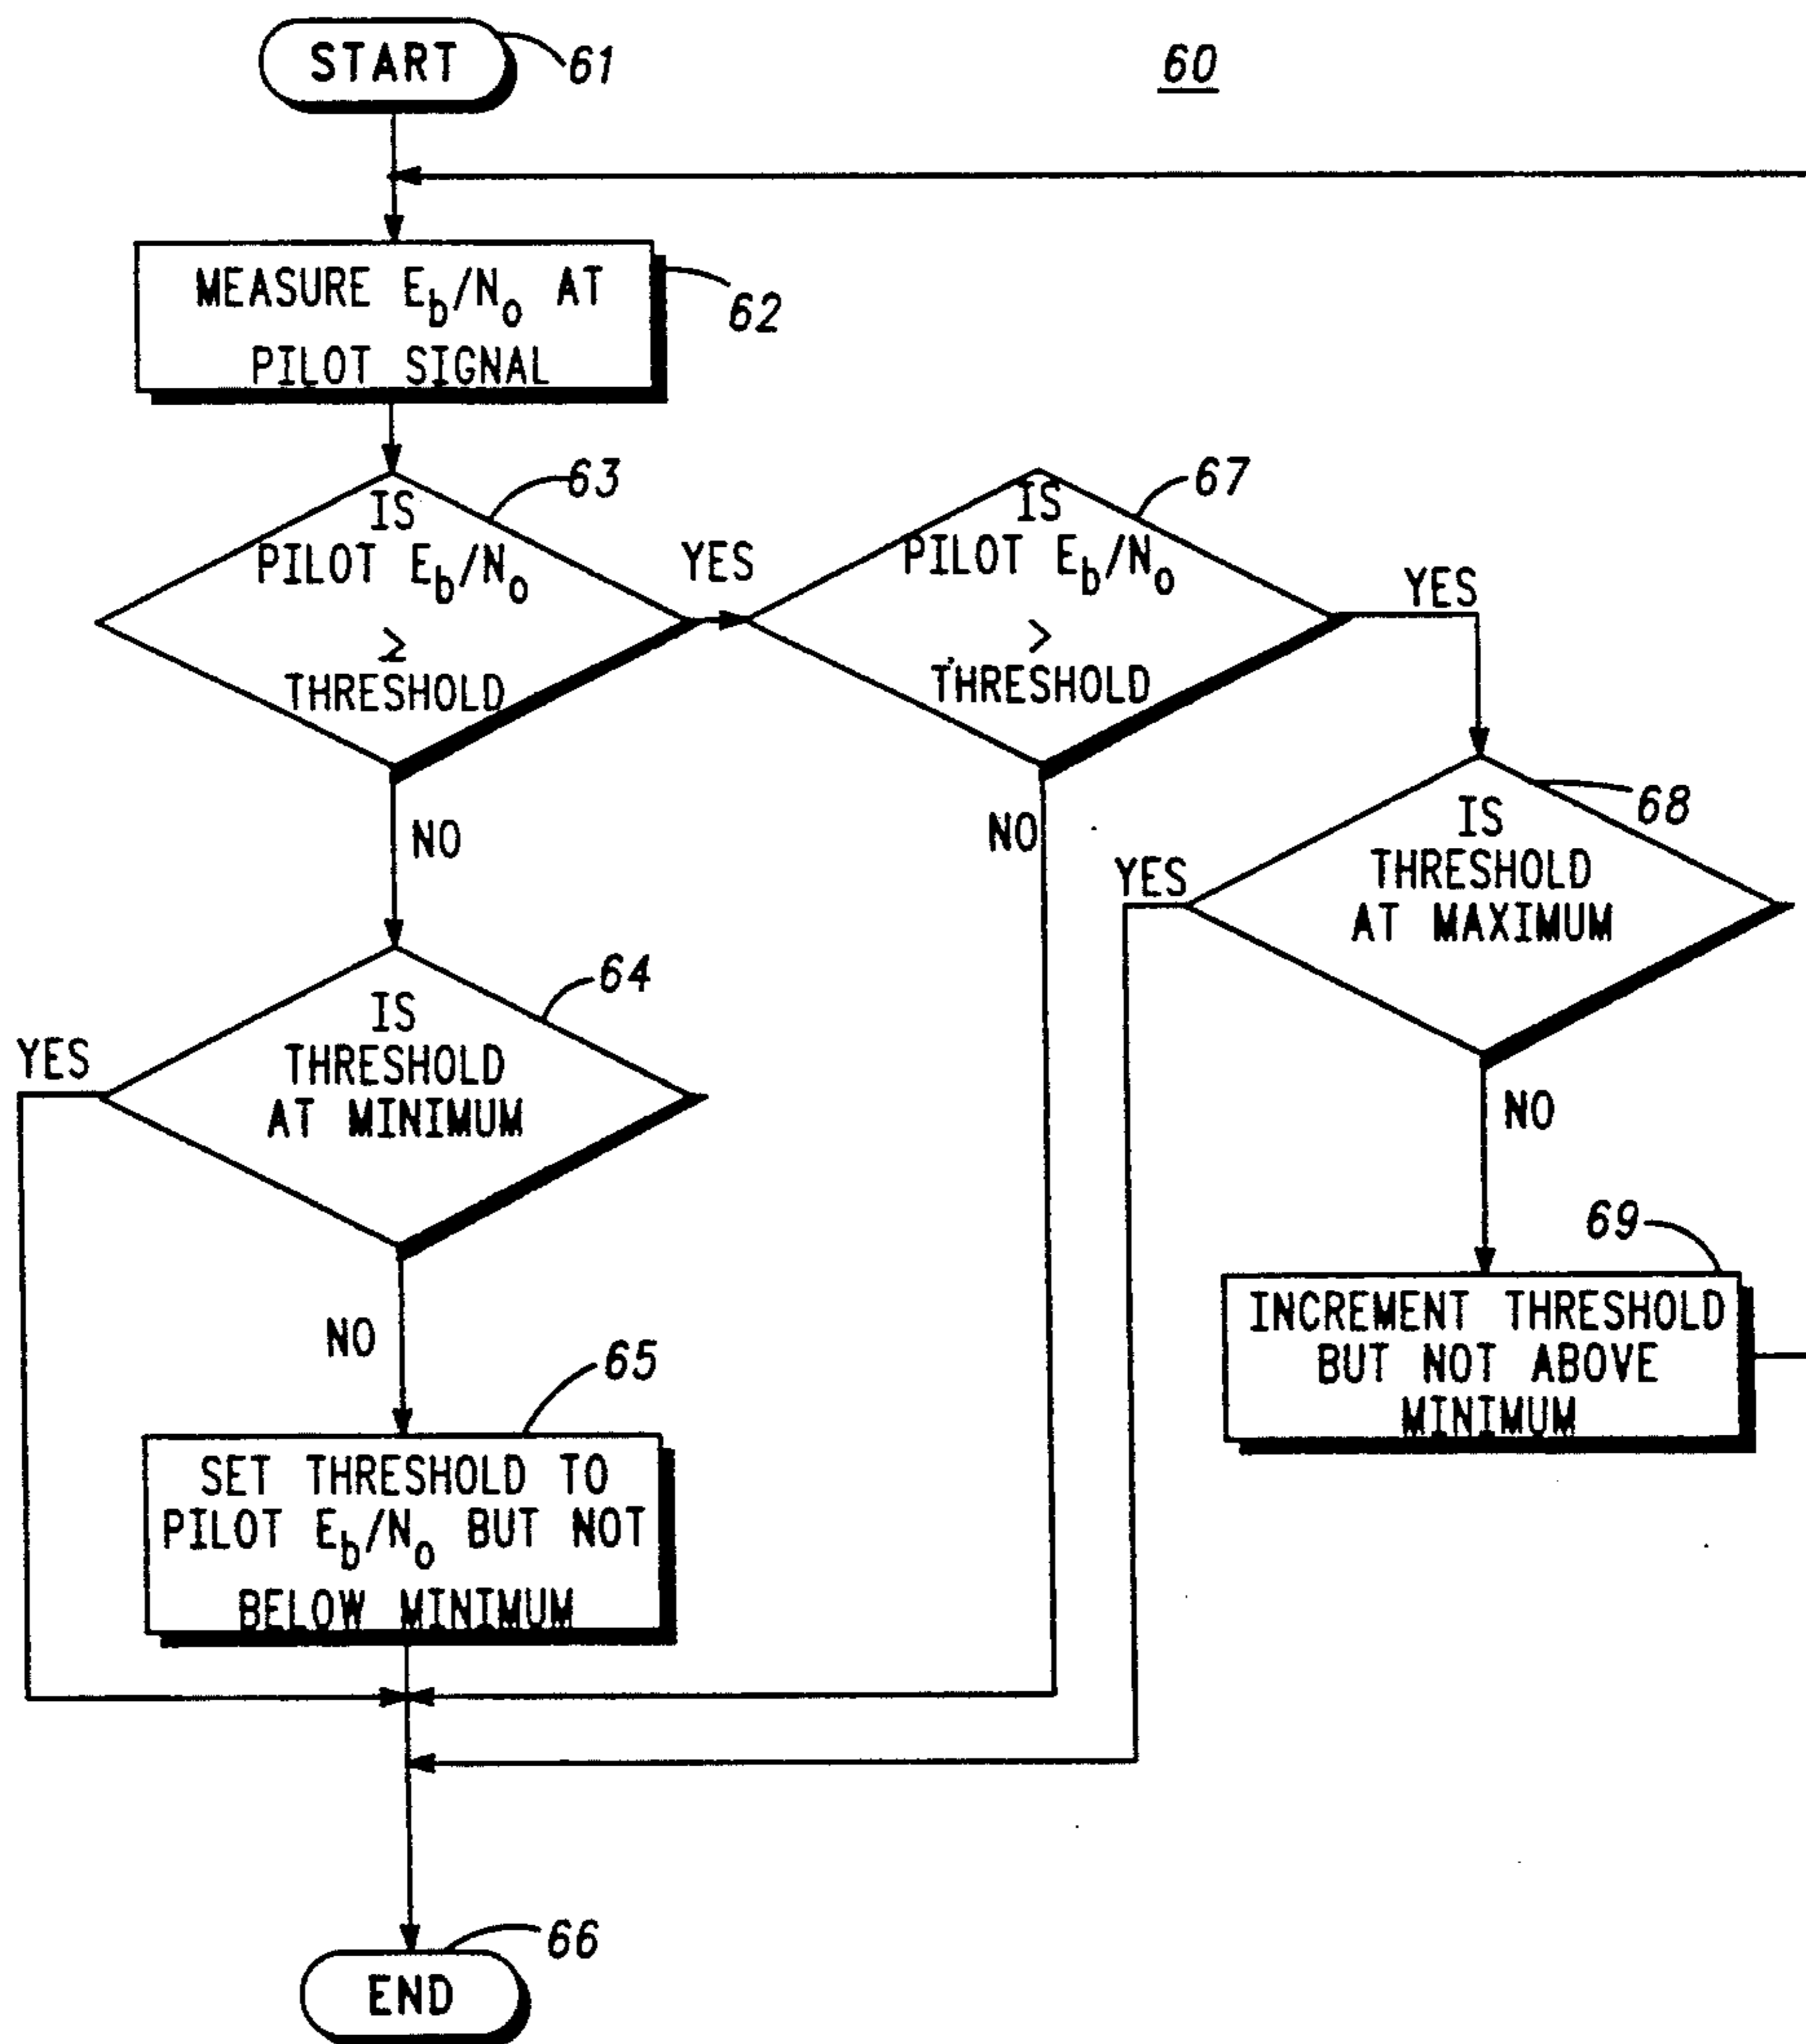 START
61
60
MEASURE Eb/No AT
PILOT SIGNAL
62
IS
PILOT Eb/No
≥
THRESHOLD
63
YES
IS
PILOT Eb/No
>
THRESHOLD
67
YES
NO
NO
IS
THRESHOLD
AT MAXIMUM
68
YES
NO
IS
THRESHOLD
AT MINIMUM
64
YES
NO
SET THRESHOLD TO
PILOT Eb/No BUT NOT
BELOW MINIMUM
65
INCREMENT THRESHOLD
BUT NOT ABOVE
MINIMUM
69
END
66